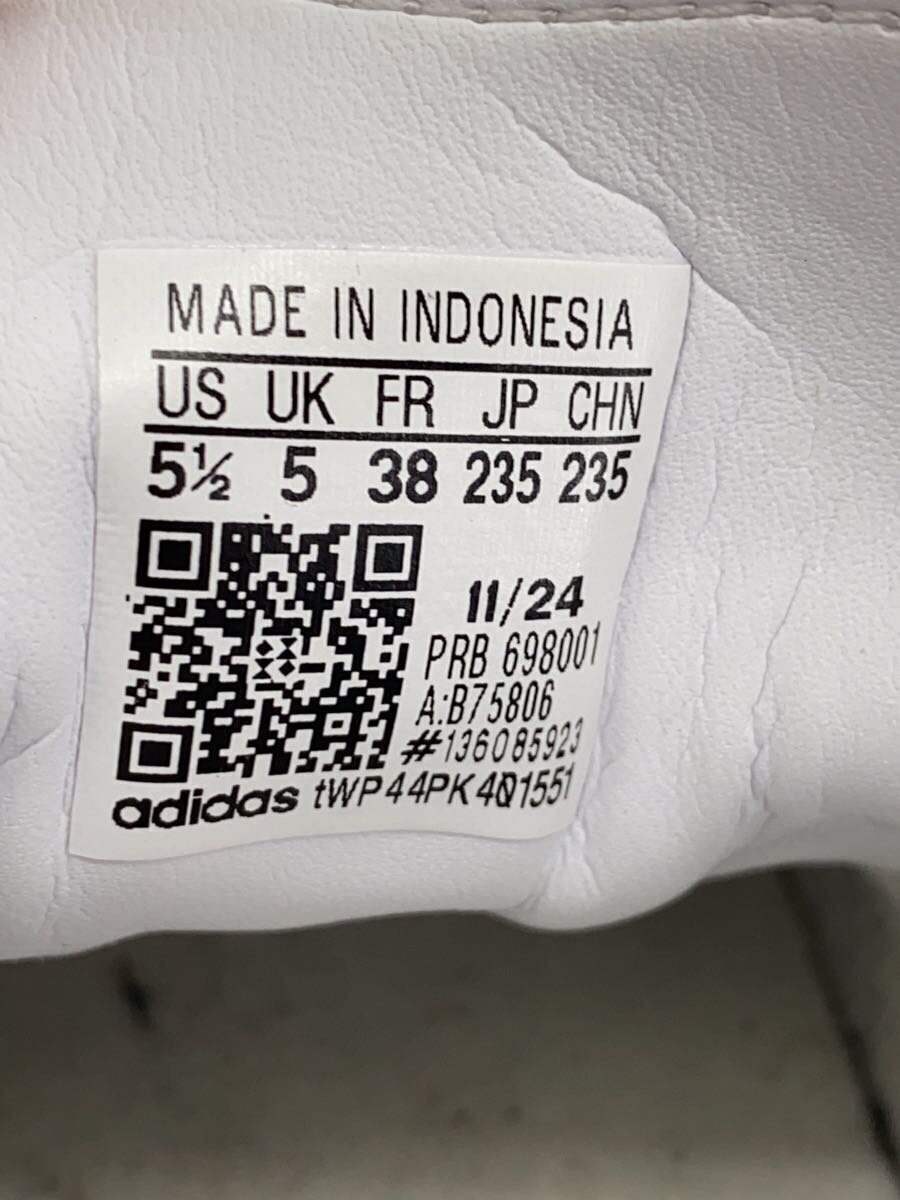 MADE IN INDONESIA
US UK FR JP CHN
5½ 5 38 235 235
11/24
PRB 698001
A:B75806
#136085923
adidas tWP44PK401551